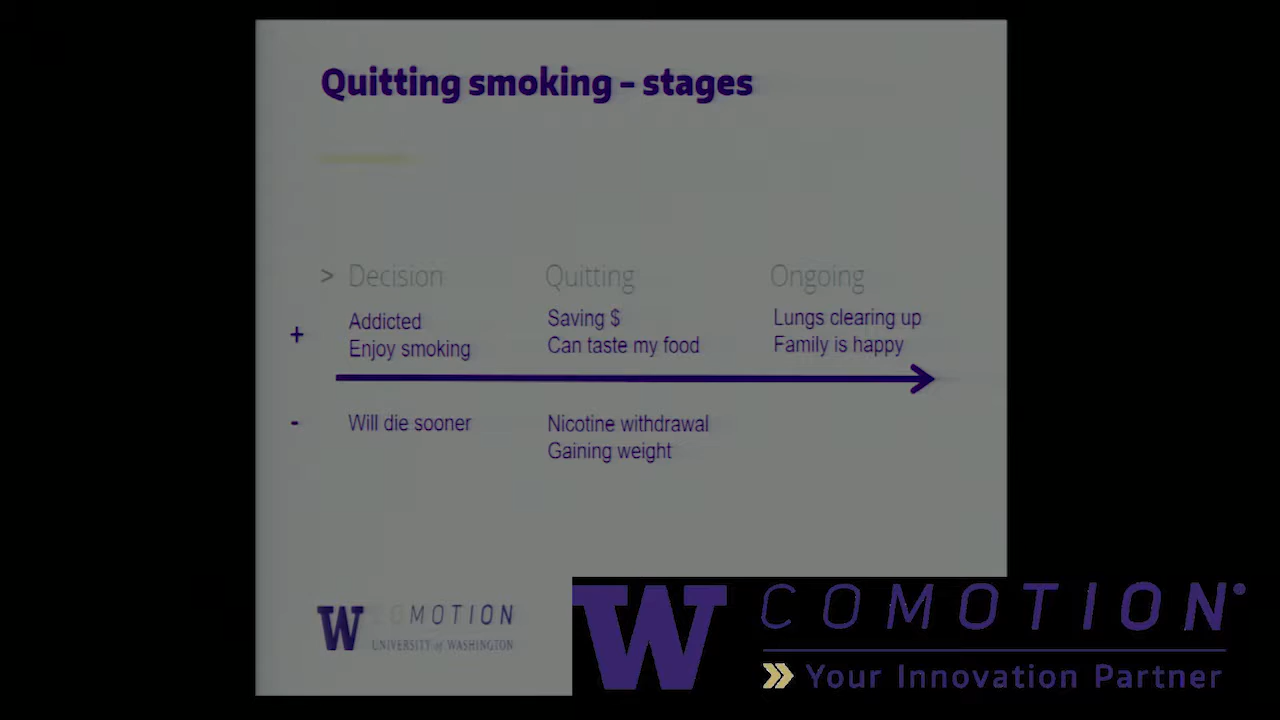 Quitting smoking – stages
> Decision Quitting Ongoing
+
Addicted Saving $ Lungs clearing up
Enjoy smoking Can taste my food Family is happy
-
Will die sooner Nicotine withdrawal
Gaining weight
W COMOTION
UNIVERSITY of WASHINGTON
W COMOTION
Your Innovation Partner